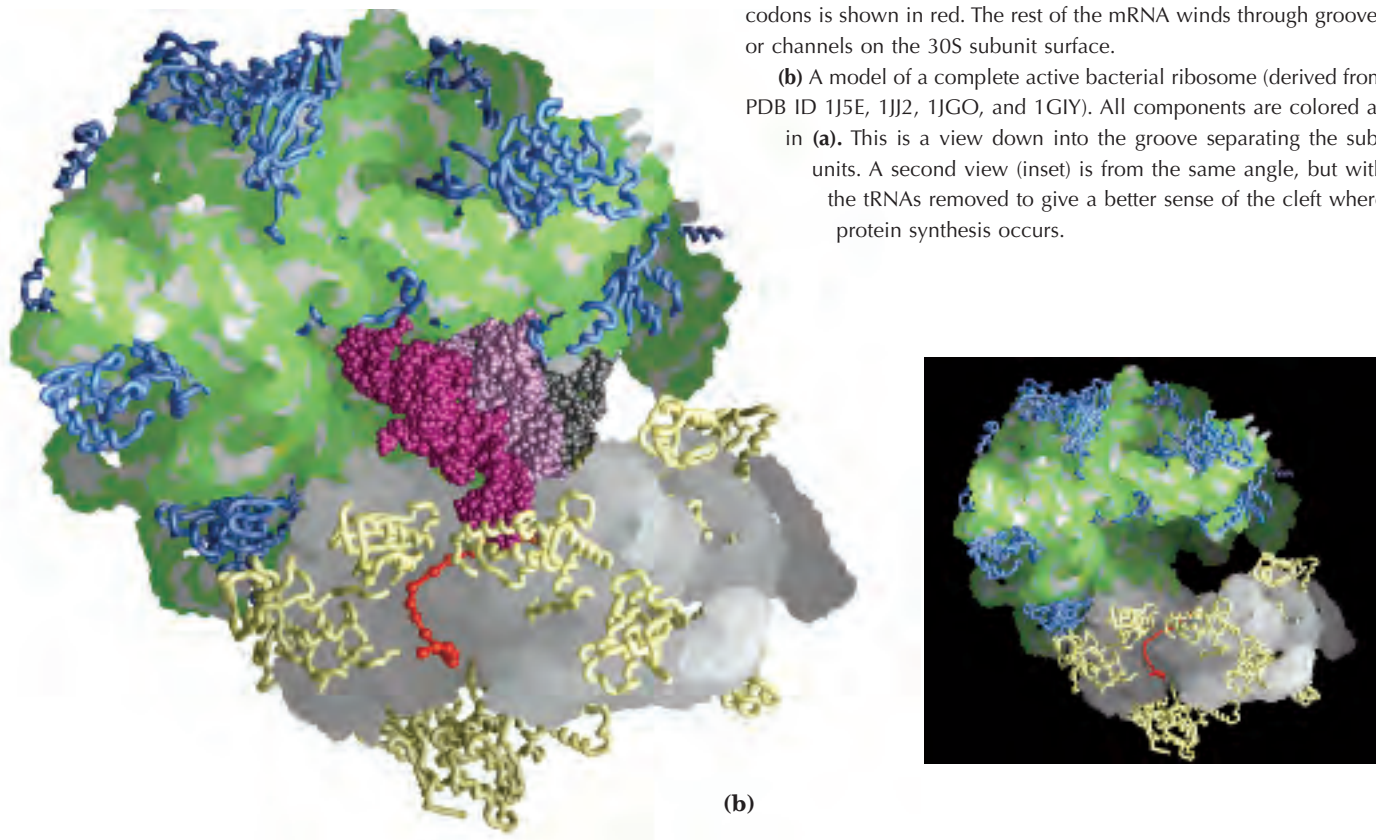 codons is shown in red. The rest of the mRNA winds through groove
or channels on the 30S subunit surface.
(b) A model of a complete active bacterial ribosome (derived from
PDB ID 1J5E, 1JJ2, 1JGO, and 1GIY). All components are colored a
in (a). This is a view down into the groove separating the sub
units. A second view (inset) is from the same angle, but with
the tRNAs removed to give a better sense of the cleft where
protein synthesis occurs.
(b)